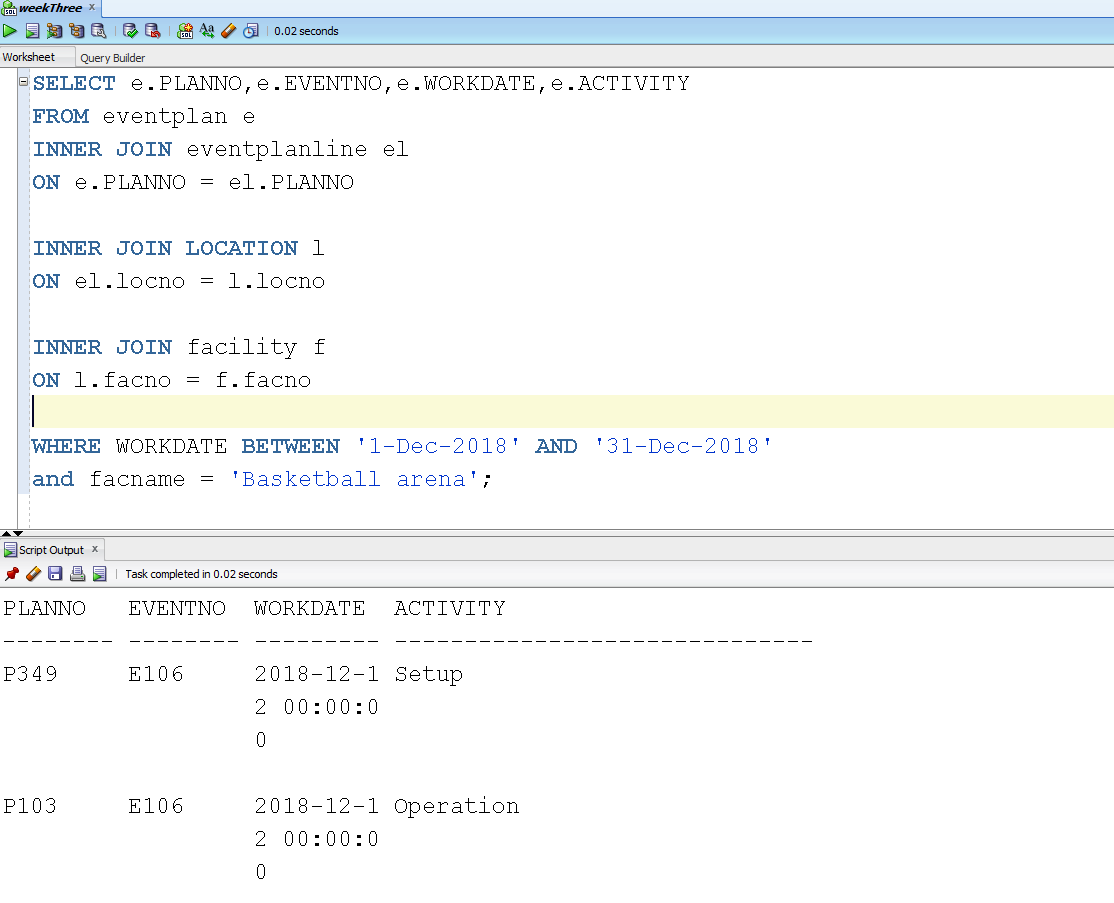 weekThree x
0.02 seconds
Worksheet Query Builder
SELECT e.PLANNO,e.EVENTNO,e.WORKDATE,e.ACTIVITY
FROM eventplan e
INNER JOIN eventplanline el
ON e.PLANNO = el.PLANNO
INNER JOIN LOCATION l
ON el.locno = l.locno
INNER JOIN facility f
ON l.facno = f.facno
WHERE WORKDATE BETWEEN '1-Dec-2018' AND '31-Dec-2018'
and facname = 'Basketball arena';
Script Output x
Task completed in 0.02 seconds
PLANNO EVENTNO WORKDATE ACTIVITY
-------- -------- --------- ------------------------------
P349 E106 2018-12-1 Setup
2 00:00:0
0
P103 E106 2018-12-1 Operation
2 00:00:0
0